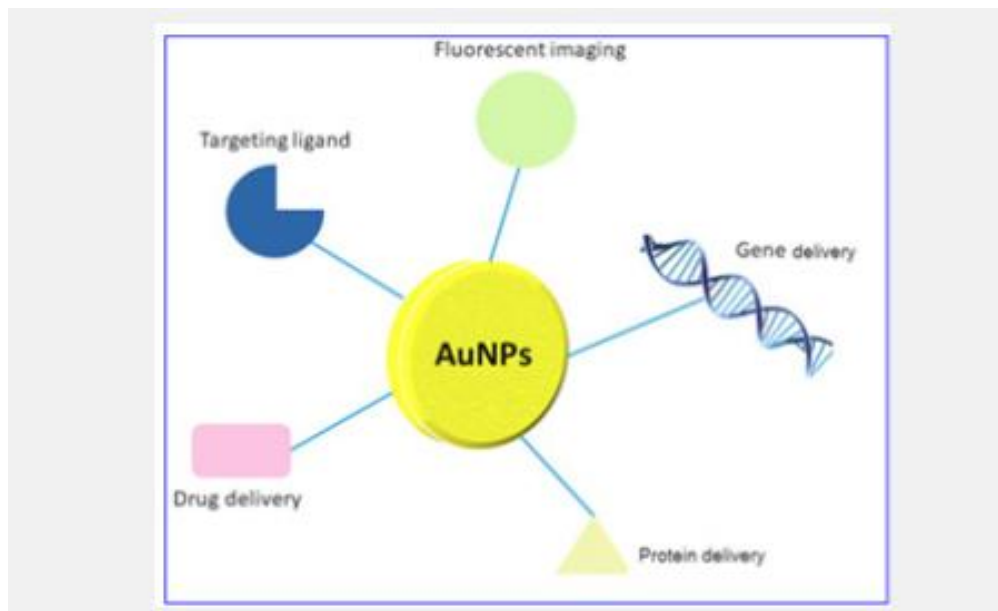 Fluorescent imaging
Targeting ligand
Gene delivery
AuNPs
Drug delivery
Protein delivery